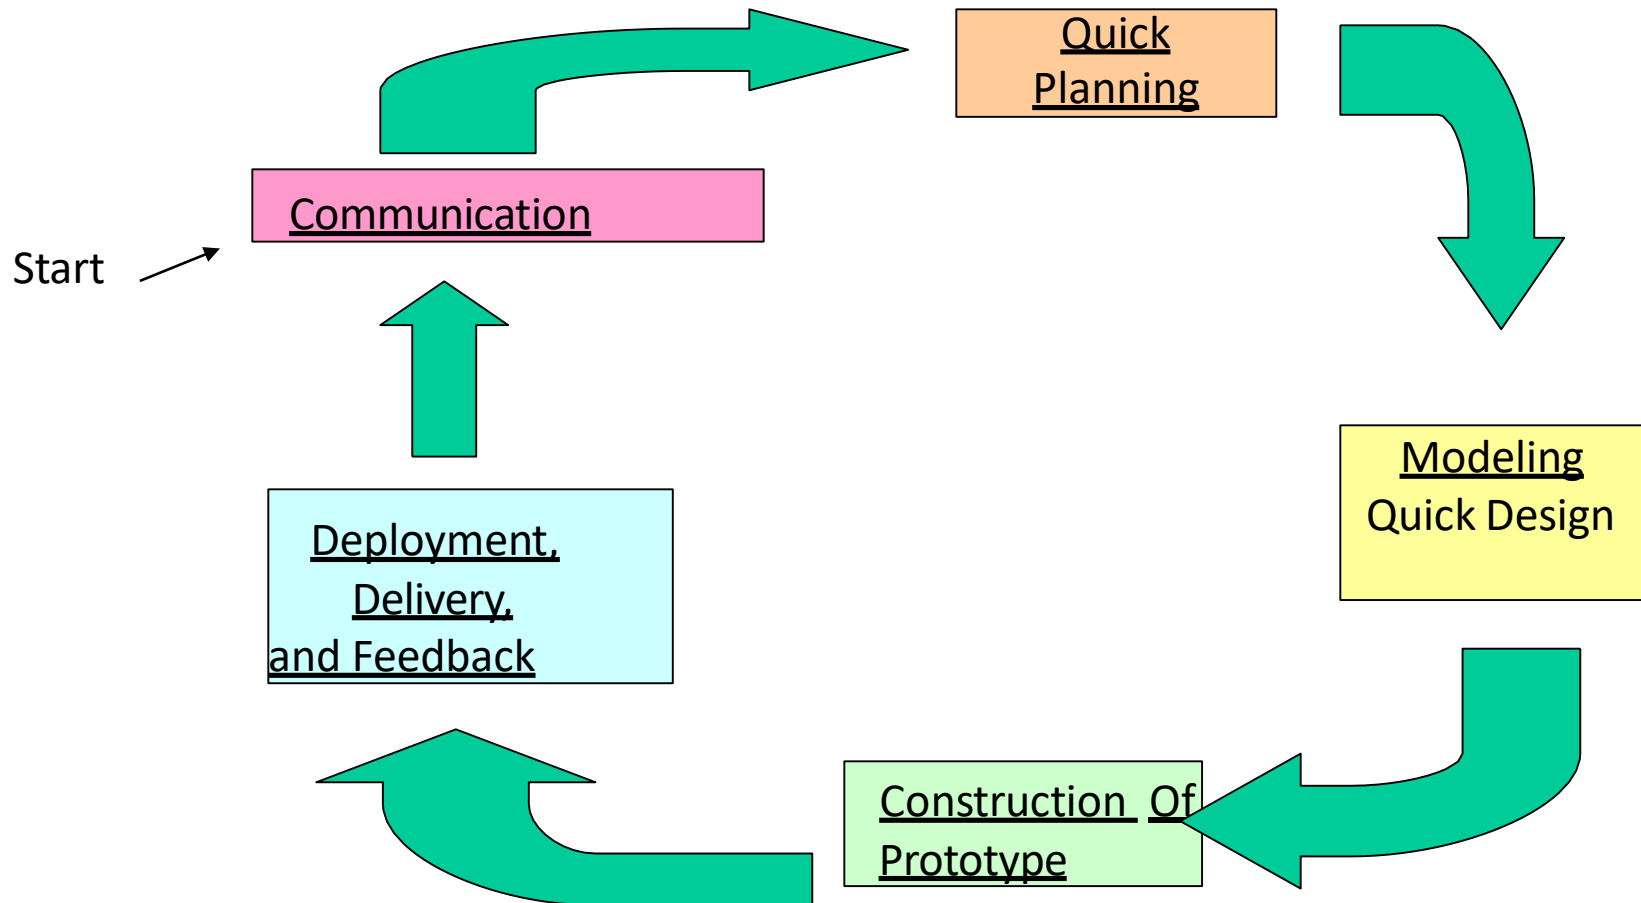 Quick
Planning
Communication
Start
Modeling
Quick Design
Deployment,
Delivery,
and Feedback
Construction Of
Prototype